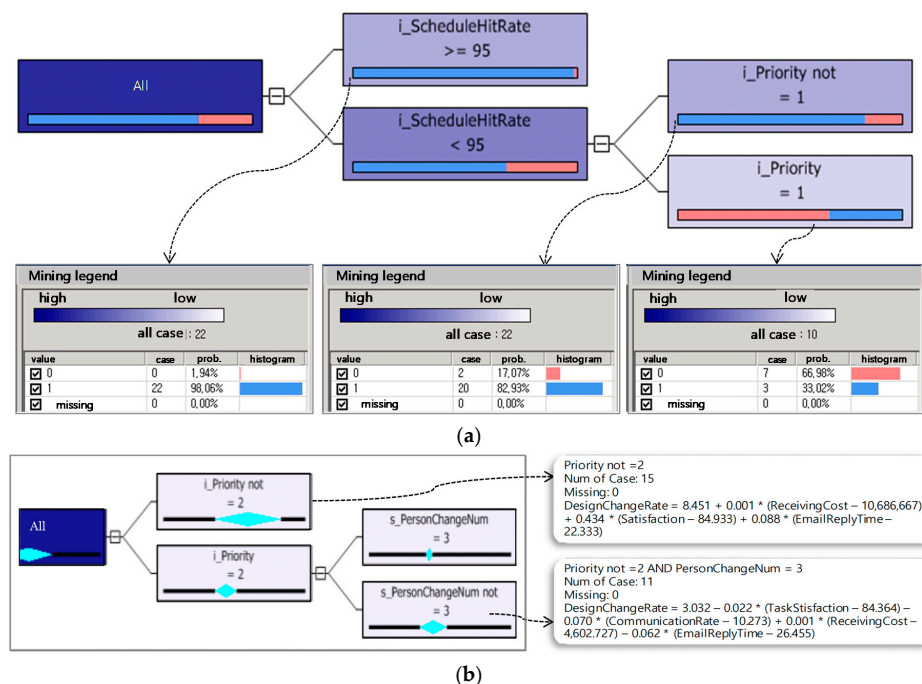 i_ScheduleHitRate
>= 95
All
i_Priority not
= 1
i_ScheduleHitRate
< 95
i_Priority
= 1
Mining legend
high low
all case : 22
value case prob. histogram
0 0 1,94%
1 22 98,06%
missing 0 0,00%
Mining legend
high low
all case : 22
value case prob. histogram
0 2 17,07%
1 20 82,93%
missing 0 0,00%
Mining legend
high low
all case : 10
value case prob. histogram
0 7 66,98%
1 3 33,02%
missing 0 0,00%
(a)
i_Priority not
= 2
All
i_Priority
= 2
s_PersonChangeNum
= 3
s_PersonChangeNum not
= 3
Priority not =2
Num of Case: 15
Missing: 0
DesignChangeRate = 8.451 + 0.001 * (ReceivingCost – 10,686,667)
+ 0.434 * (Satisfaction – 84.933) + 0.088 * (EmailReplyTime –
22.333)
Priority not =2 AND PersonChangeNum = 3
Num of Case: 11
Missing: 0
DesignChangeRate = 3.032 – 0.022 * (TaskStisfaction – 84.364) –
0.070 * (CommunicationRate – 10.273) + 0.001 * (ReceivingCost –
4,602.727) – 0.062 * (EmailReplyTime – 26.455)
(b)